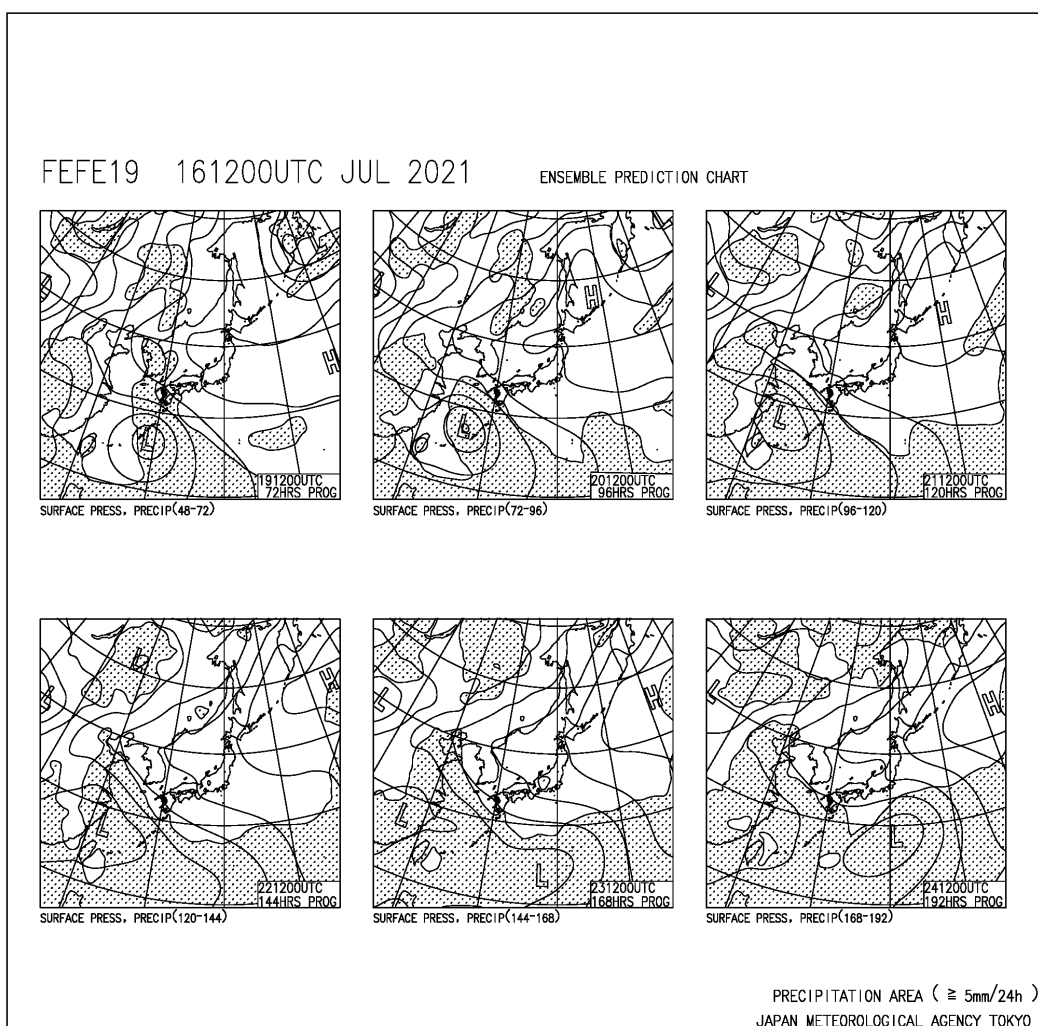 FEFE19 161200UTC JUL 2021 ENSEMBLE PREDICTION CHART
L
L
H
L
191200UTC
72HRS PROG
SURFACE PRESS, PRECIP(48-72)
H
L
201200UTC
96HRS PROG
SURFACE PRESS, PRECIP(72-96)
L
H
L
211200UTC
120HRS PROG
SURFACE PRESS, PRECIP(96-120)
L
L
H
L
221200UTC
144HRS PROG
SURFACE PRESS, PRECIP(120-144)
L
H
L
L
231200UTC
168HRS PROG
SURFACE PRESS, PRECIP(144-168)
L
H
L
241200UTC
192HRS PROG
SURFACE PRESS, PRECIP(168-192)
PRECIPITATION AREA ( ≧ 5mm/24h )
JAPAN METEOROLOGICAL AGENCY TOKYO